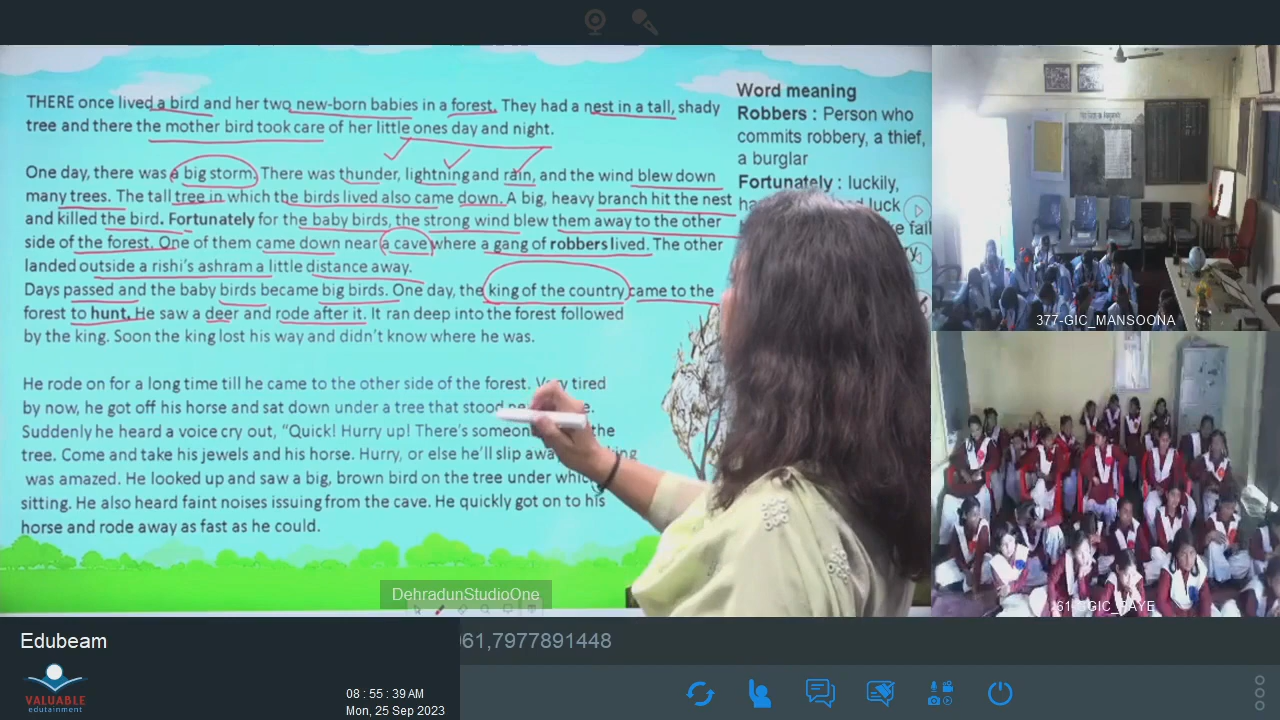 THERE once lived a bird and her two new-born babies in a forest. They had a nest in a tall, shady
tree and there the mother bird took care of her little ones day and night.
One day, there was a big storm. There was thunder, lightning and rain, and the wind blew down
many trees. The tall tree in which the birds lived also came down. A big, heavy branch hit the nest
and killed the bird. Fortunately for the baby birds, the strong wind blew them away to the other
side of the forest. One of them came down near a cave where a gang of robbers lived. The other
landed outside a rishi's ashram a little distance away.
Days passed and the baby birds became big birds. One day, the king of the country came to the
forest to hunt. He saw a deer and rode after it. It ran deep into the forest followed
by the king. Soon the king lost his way and didn't know where he was.
He rode on for a long time till he came to the other side of the forest. Very tired
by now, he got off his horse and sat down under a tree that stood
Suddenly he heard a voice cry out, “Quick! Hurry up! There's the
tree. Come and take his jewels and his horse. Hurry, or else he'll slip
was amazed. He looked up and saw a big, brown bird on the tree under
sitting. He also heard faint noises issuing from the cave. He quickly got on to his
horse and rode away as fast as he could.
Word meaning
Robbers : Person who
commits robbery, a thief,
a burglar
Fortunately : luckily,
luck
fall
377-GIC_MANSOONA
DehradunStudioOne
Edubeam
061,7977891448
VALUABLE
edutainment
08 : 55 : 39 AM
Mon, 25 Sep 2023